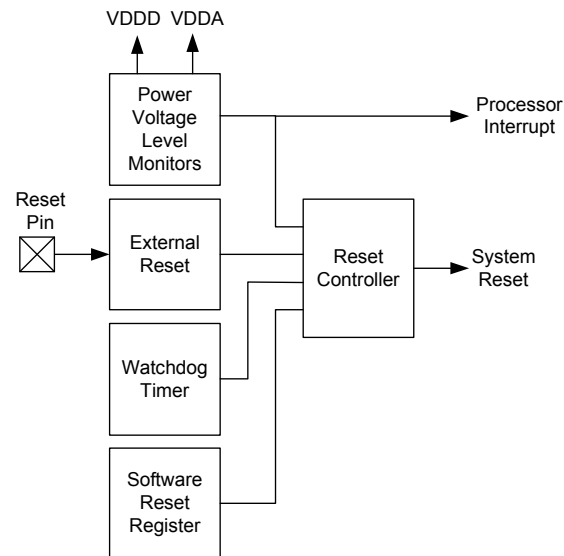 VDDD VDDA
Power
Voltage
Level
Monitors
Processor
Interrupt
Reset
Pin
External
Reset
Reset
Controller
System
Reset
Watchdog
Timer
Software
Reset
Register